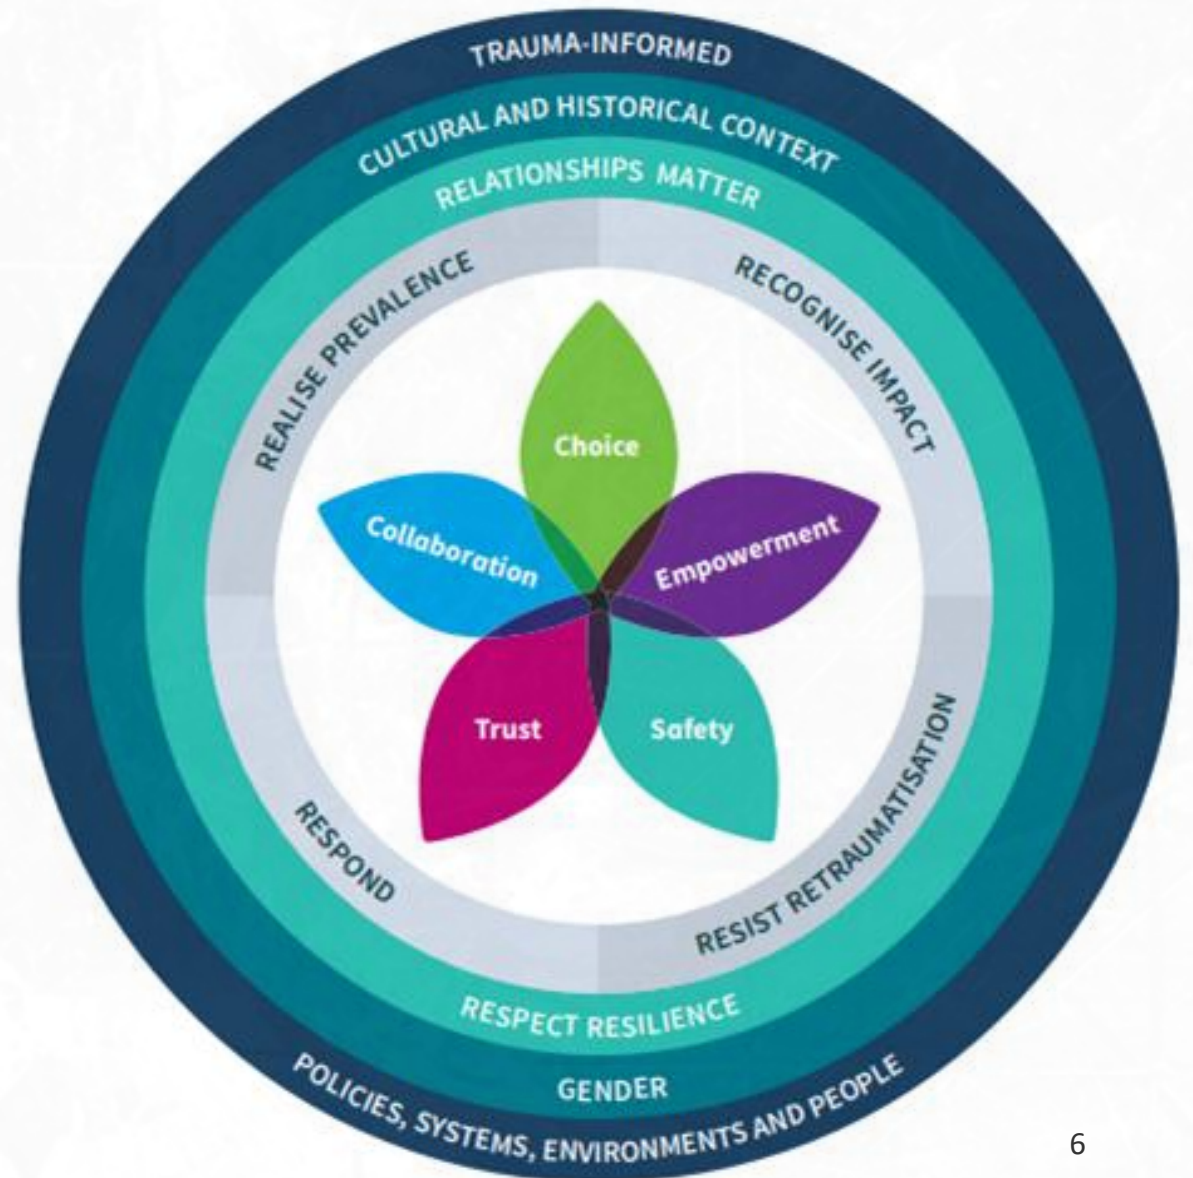 TRAUMA-INFORMED
CULTURAL AND HISTORICAL CONTEXT
RELATIONSHIPS MATTER
REALISE PREVALENCE
RECOGNISE IMPACT
Choice
Collaboration
Empowerment
Trust
Safety
RESPOND
RESIST RETRAUMATISATION
RESPECT RESILIENCE
GENDER
POLICIES, SYSTEMS, ENVIRONMENTS AND PEOPLE
6